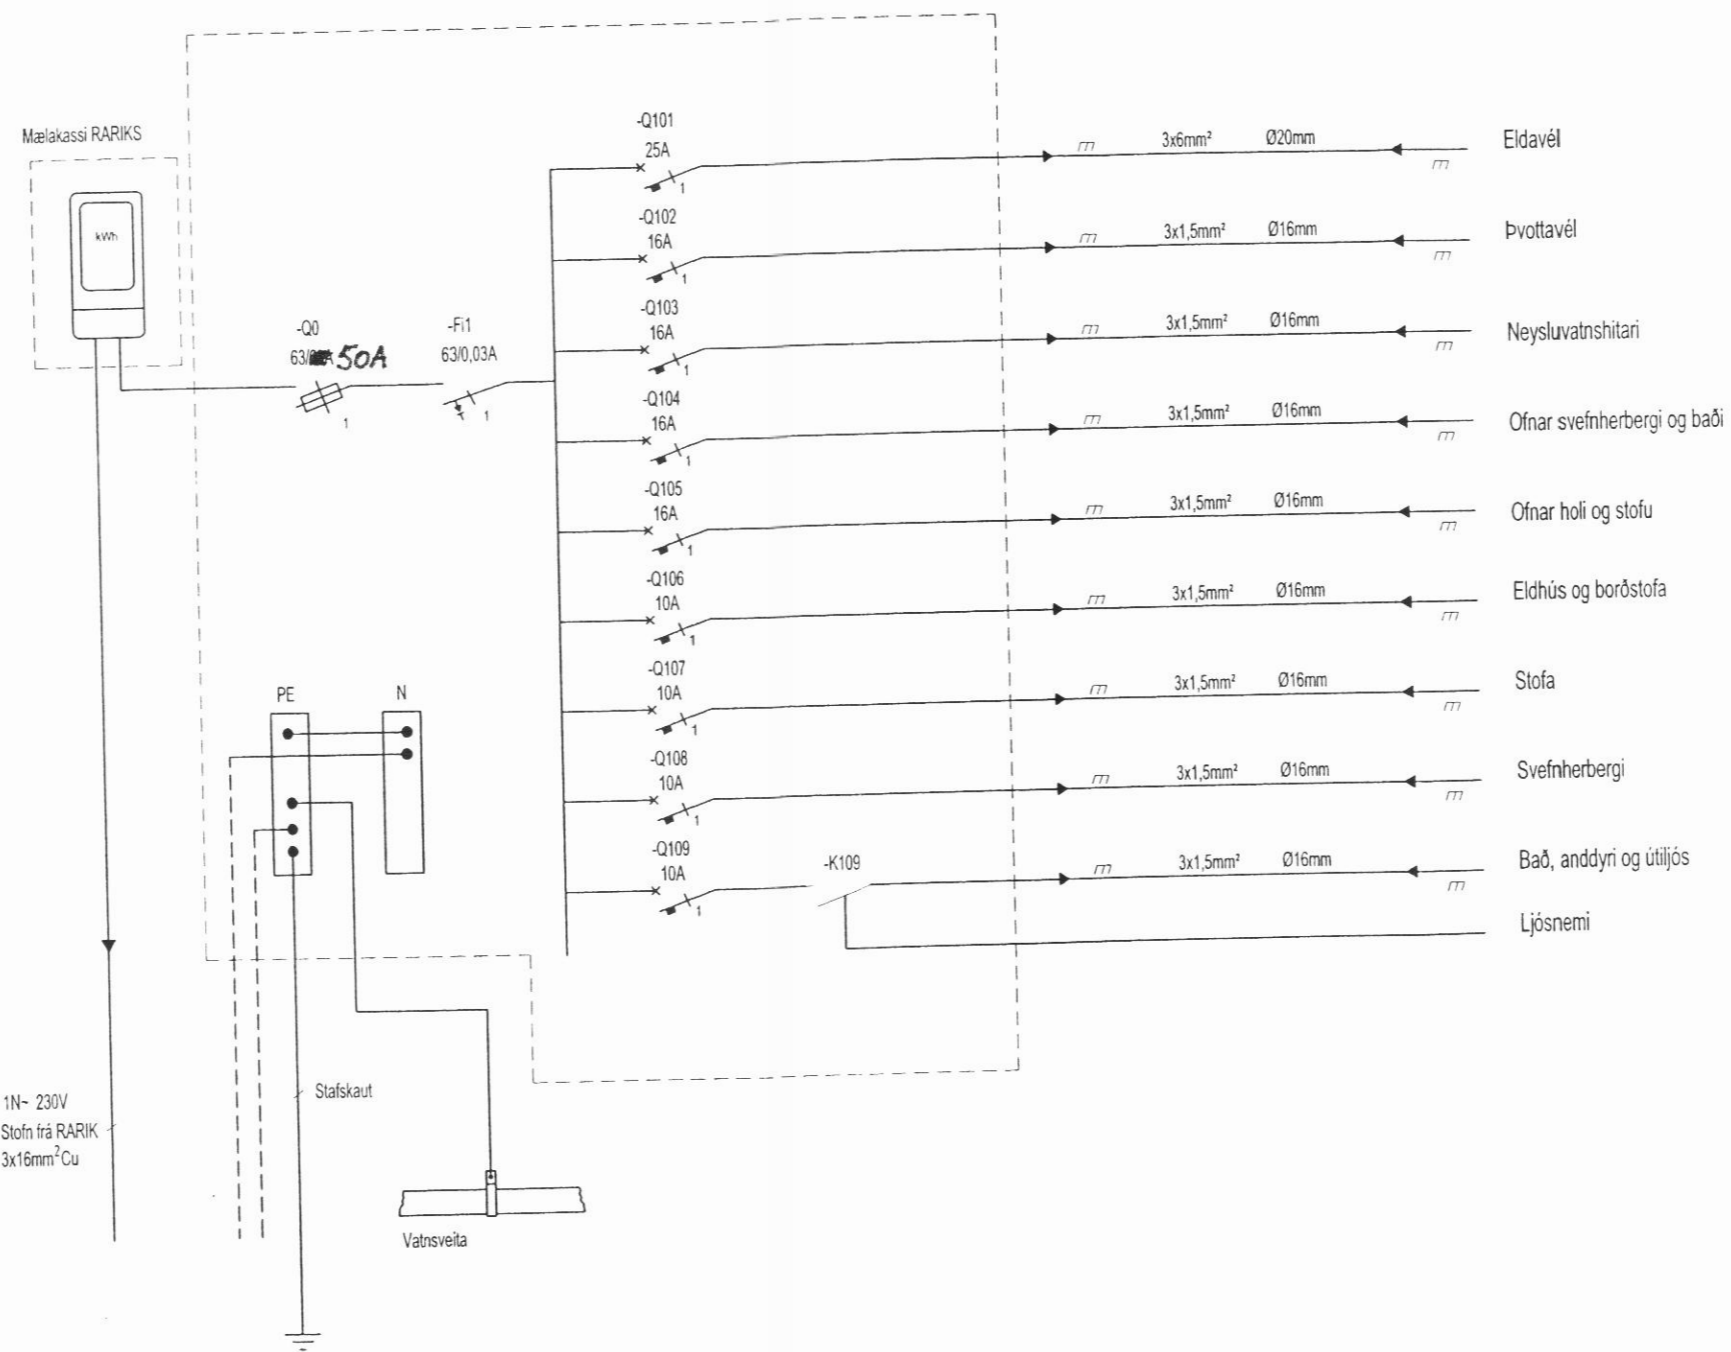 Mælakassi RARIKS
kWh
-Q0
63/ 50A
1
-Fi1
63/0,03A
1
-Q101
25A
1
3x6mm² Ø20mm
Eldavél
-Q102
16A
1
3x1,5mm² Ø16mm
Þvottavél
-Q103
16A
1
3x1,5mm² Ø16mm
Neysluvatnshitari
-Q104
16A
1
3x1,5mm² Ø16mm
Ofnar svefnherbergi og baði
-Q105
16A
1
3x1,5mm² Ø16mm
Ofnar holi og stofu
-Q106
10A
1
3x1,5mm² Ø16mm
Eldhús og borðstofa
-Q107
10A
1
3x1,5mm² Ø16mm
Stofa
-Q108
10A
1
3x1,5mm² Ø16mm
Svefnherbergi
-Q109
10A
1
-K109
3x1,5mm² Ø16mm
Bað, anddyri og útiljós
Ljósnemi
PE
N
Stafskaut
1N~ 230V
Stofn frá RARIK
3x16mm² Cu
Vatnsveita